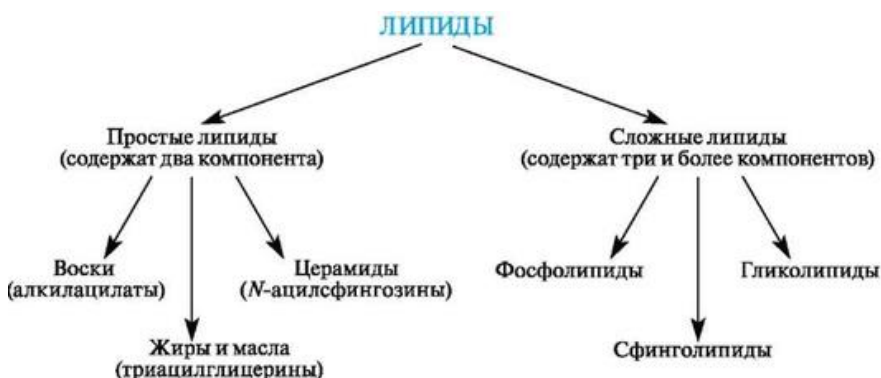 ЛИПИДЫ
Простые липиды
(содержат два компонента)
Сложные липиды
(содержат три и более компонентов)
Воски
(алкилацилаты)
Церамиды
(N-ацилсфингозины)
Жиры и масла
(триацилглицерины)
Фосфолипиды
Гликолипиды
Сфинголипиды